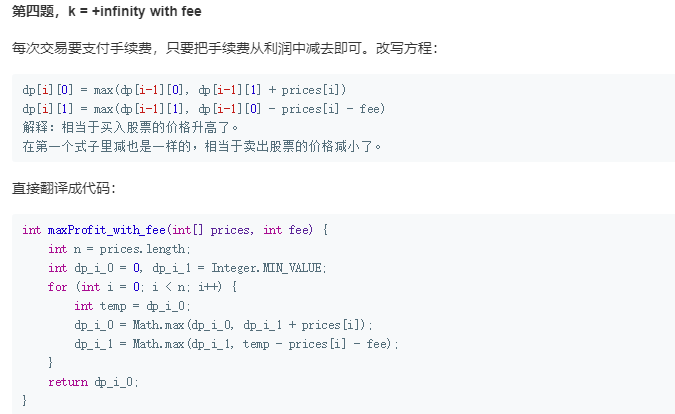 第四题，k = +infinity with fee
每次交易要支付手续费，只要把手续费从利润中减去即可。改写方程：
dp[i][0] = max(dp[i-1][0], dp[i-1][1] + prices[i])
dp[i][1] = max(dp[i-1][1], dp[i-1][0] - prices[i] - fee)
解释：相当于买入股票的价格升高了。
在第一个式子里减也是一样的，相当于卖出股票的价格减小了。
直接翻译成代码：
int maxProfit_with_fee(int[] prices, int fee) {
    int n = prices.length;
    int dp_i_0 = 0, dp_i_1 = Integer.MIN_VALUE;
    for (int i = 0; i < n; i++) {
        int temp = dp_i_0;
        dp_i_0 = Math.max(dp_i_0, dp_i_1 + prices[i]);
        dp_i_1 = Math.max(dp_i_1, temp - prices[i] - fee);
    }
    return dp_i_0;
}